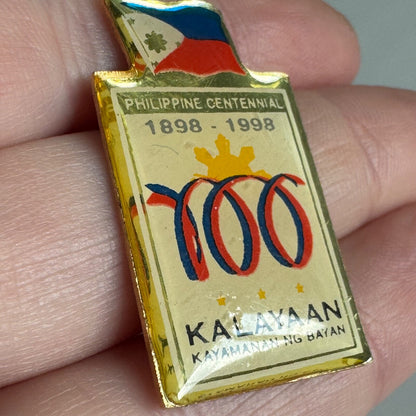 PHILIPPINE CENTENNIAL
1898 - 1998
100
KALAYAAN
KAYAMANAN NG BAYAN